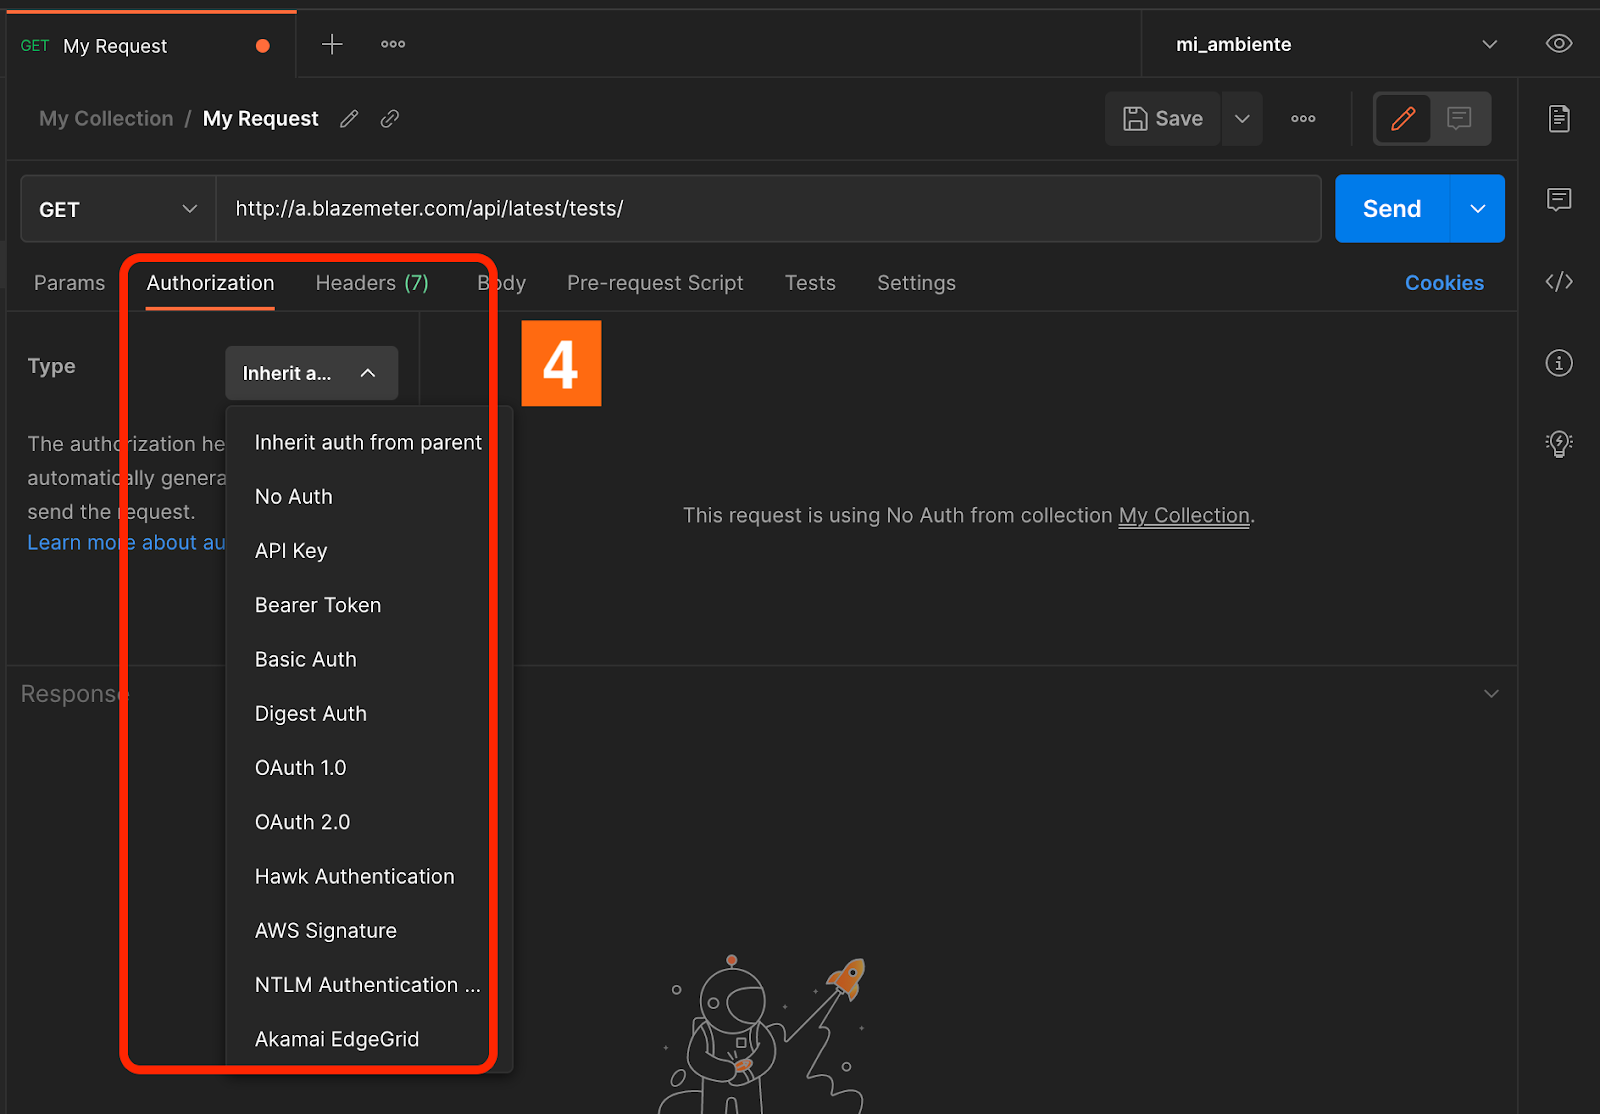 GET My Request
mi_ambiente
My Collection / My Request
Save
GET
http://a.blazemeter.com/api/latest/tests/
Send
Params
Authorization
Headers (7)
Body
Pre-request Script
Tests
Settings
Cookies
Type
Inherit a...
4
The authorization he
automatically genera
send the request.
Learn more about au
Inherit auth from parent
No Auth
API Key
Bearer Token
Basic Auth
Digest Auth
OAuth 1.0
OAuth 2.0
Hawk Authentication
AWS Signature
NTLM Authentication ...
Akamai EdgeGrid
This request is using No Auth from collection My Collection.
Response